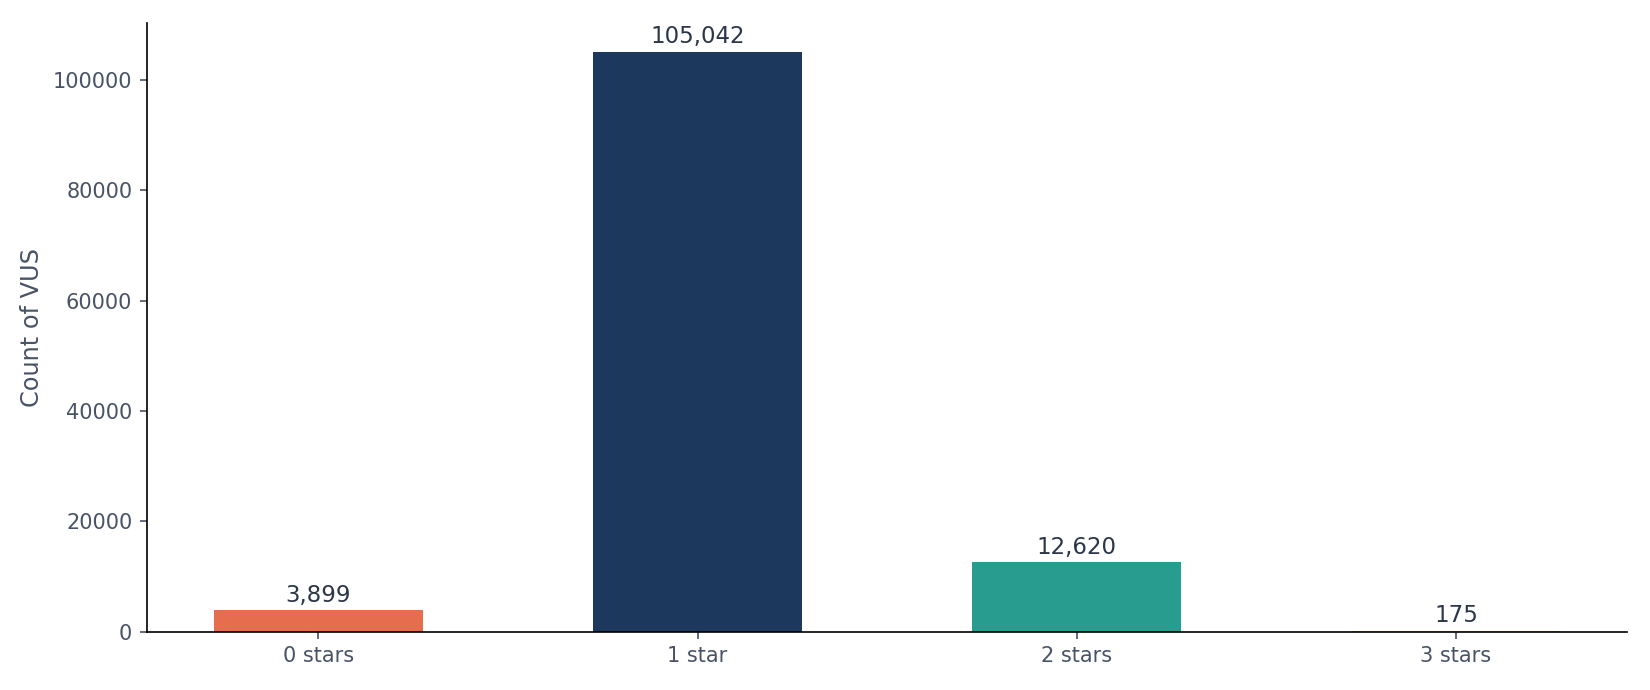 105,042
100000
80000
60000
40000
20000
0
Count of VUS
3,899
12,620
175
0 stars
1 star
2 stars
3 stars